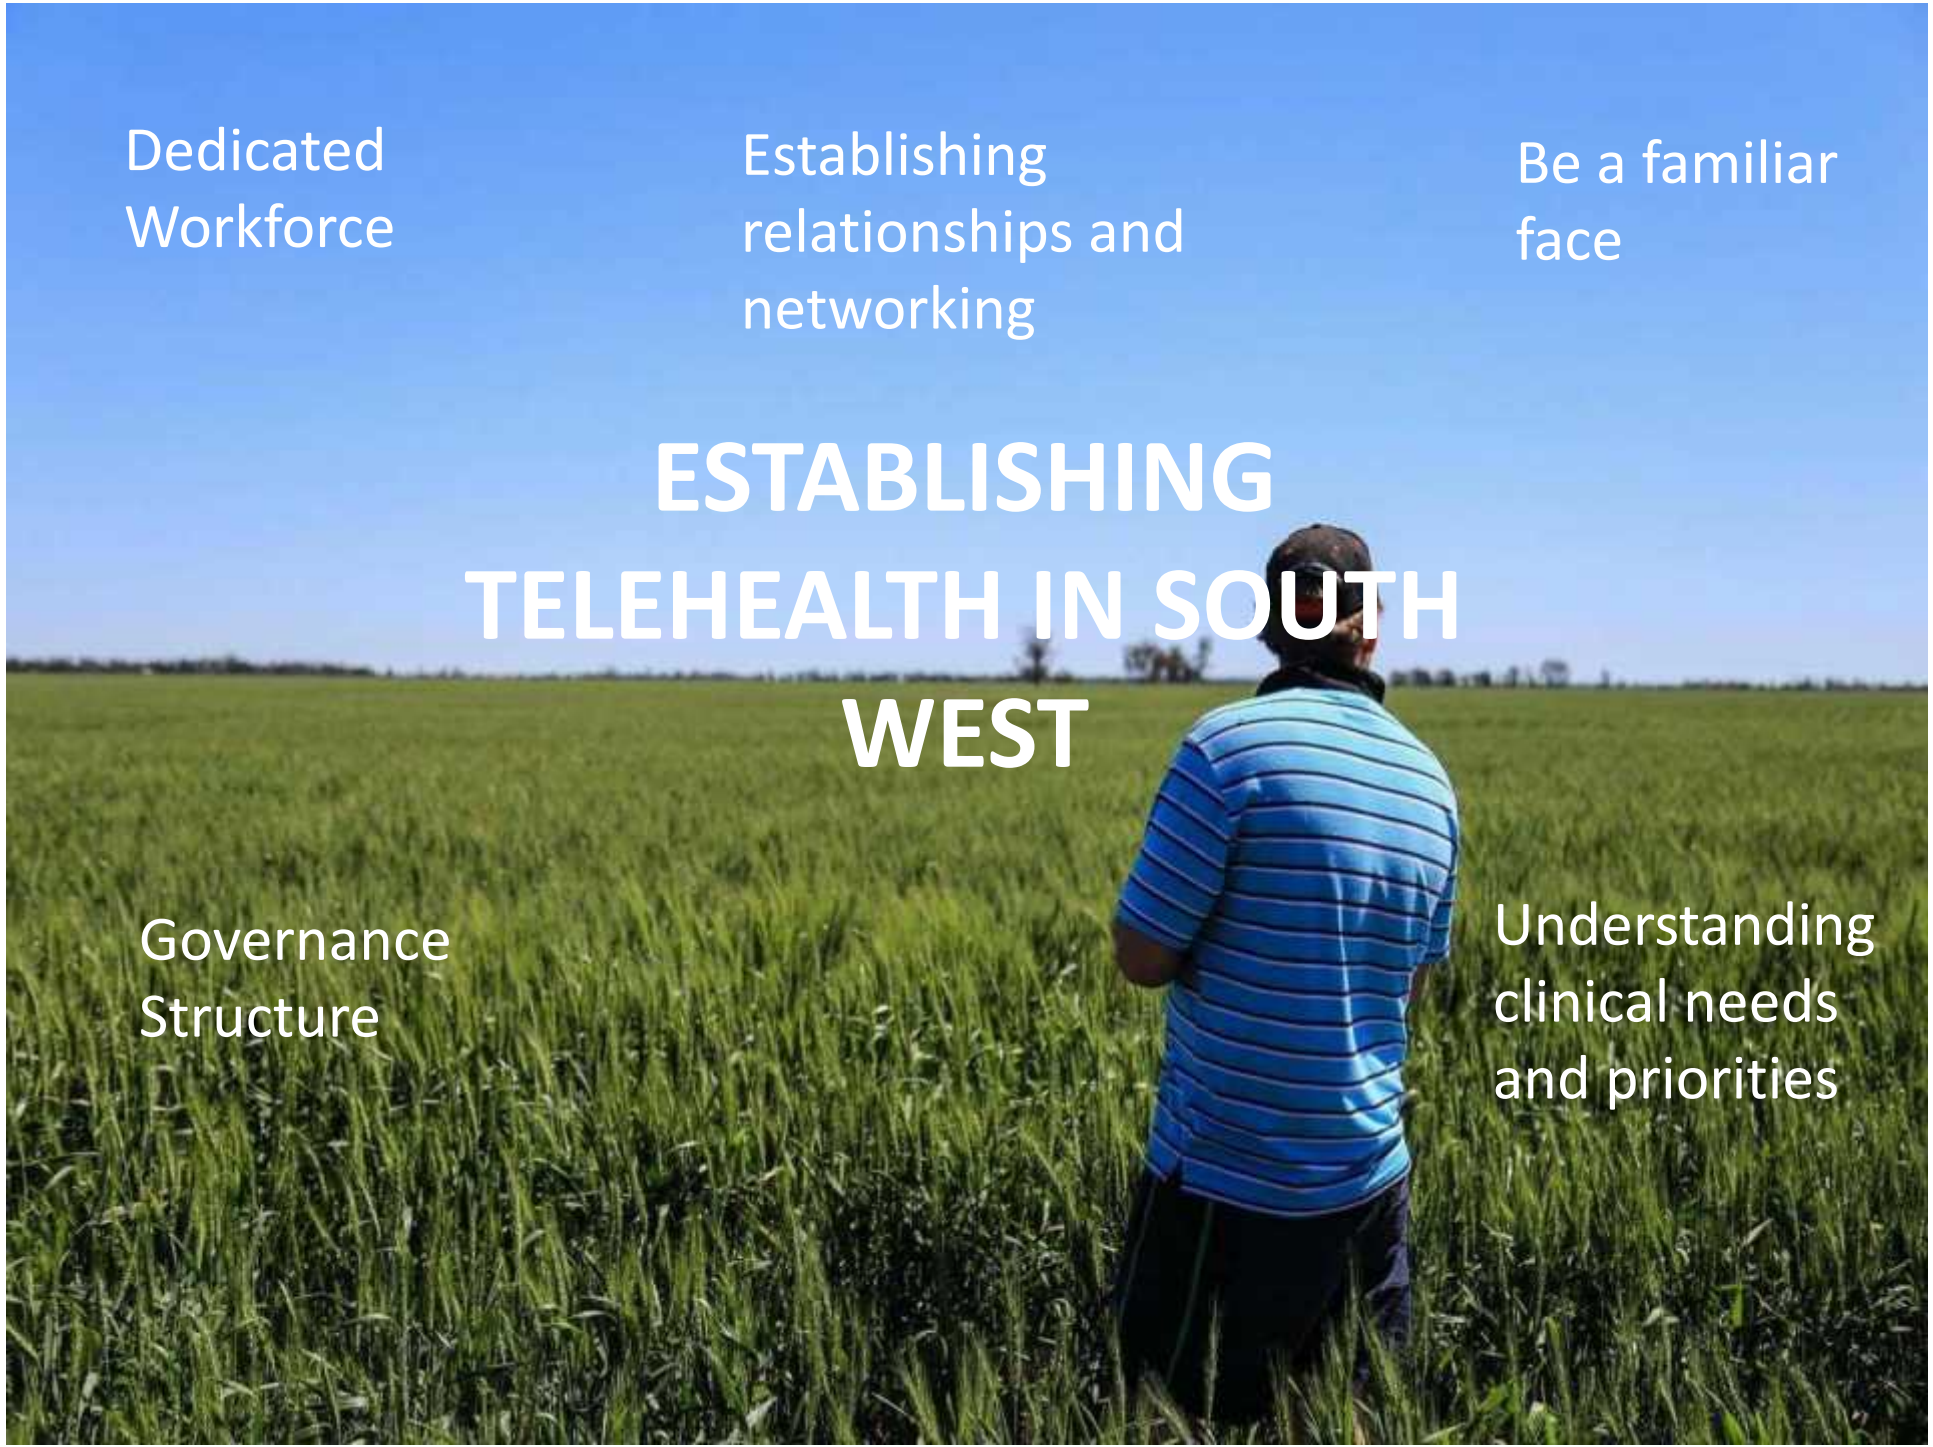 Dedicated
Workforce
Establishing
relationships and
networking
Be a familiar
face
ESTABLISHING
TELEHEALTH IN SOUTH
WEST
Governance
Structure
Understanding
clinical needs
and priorities